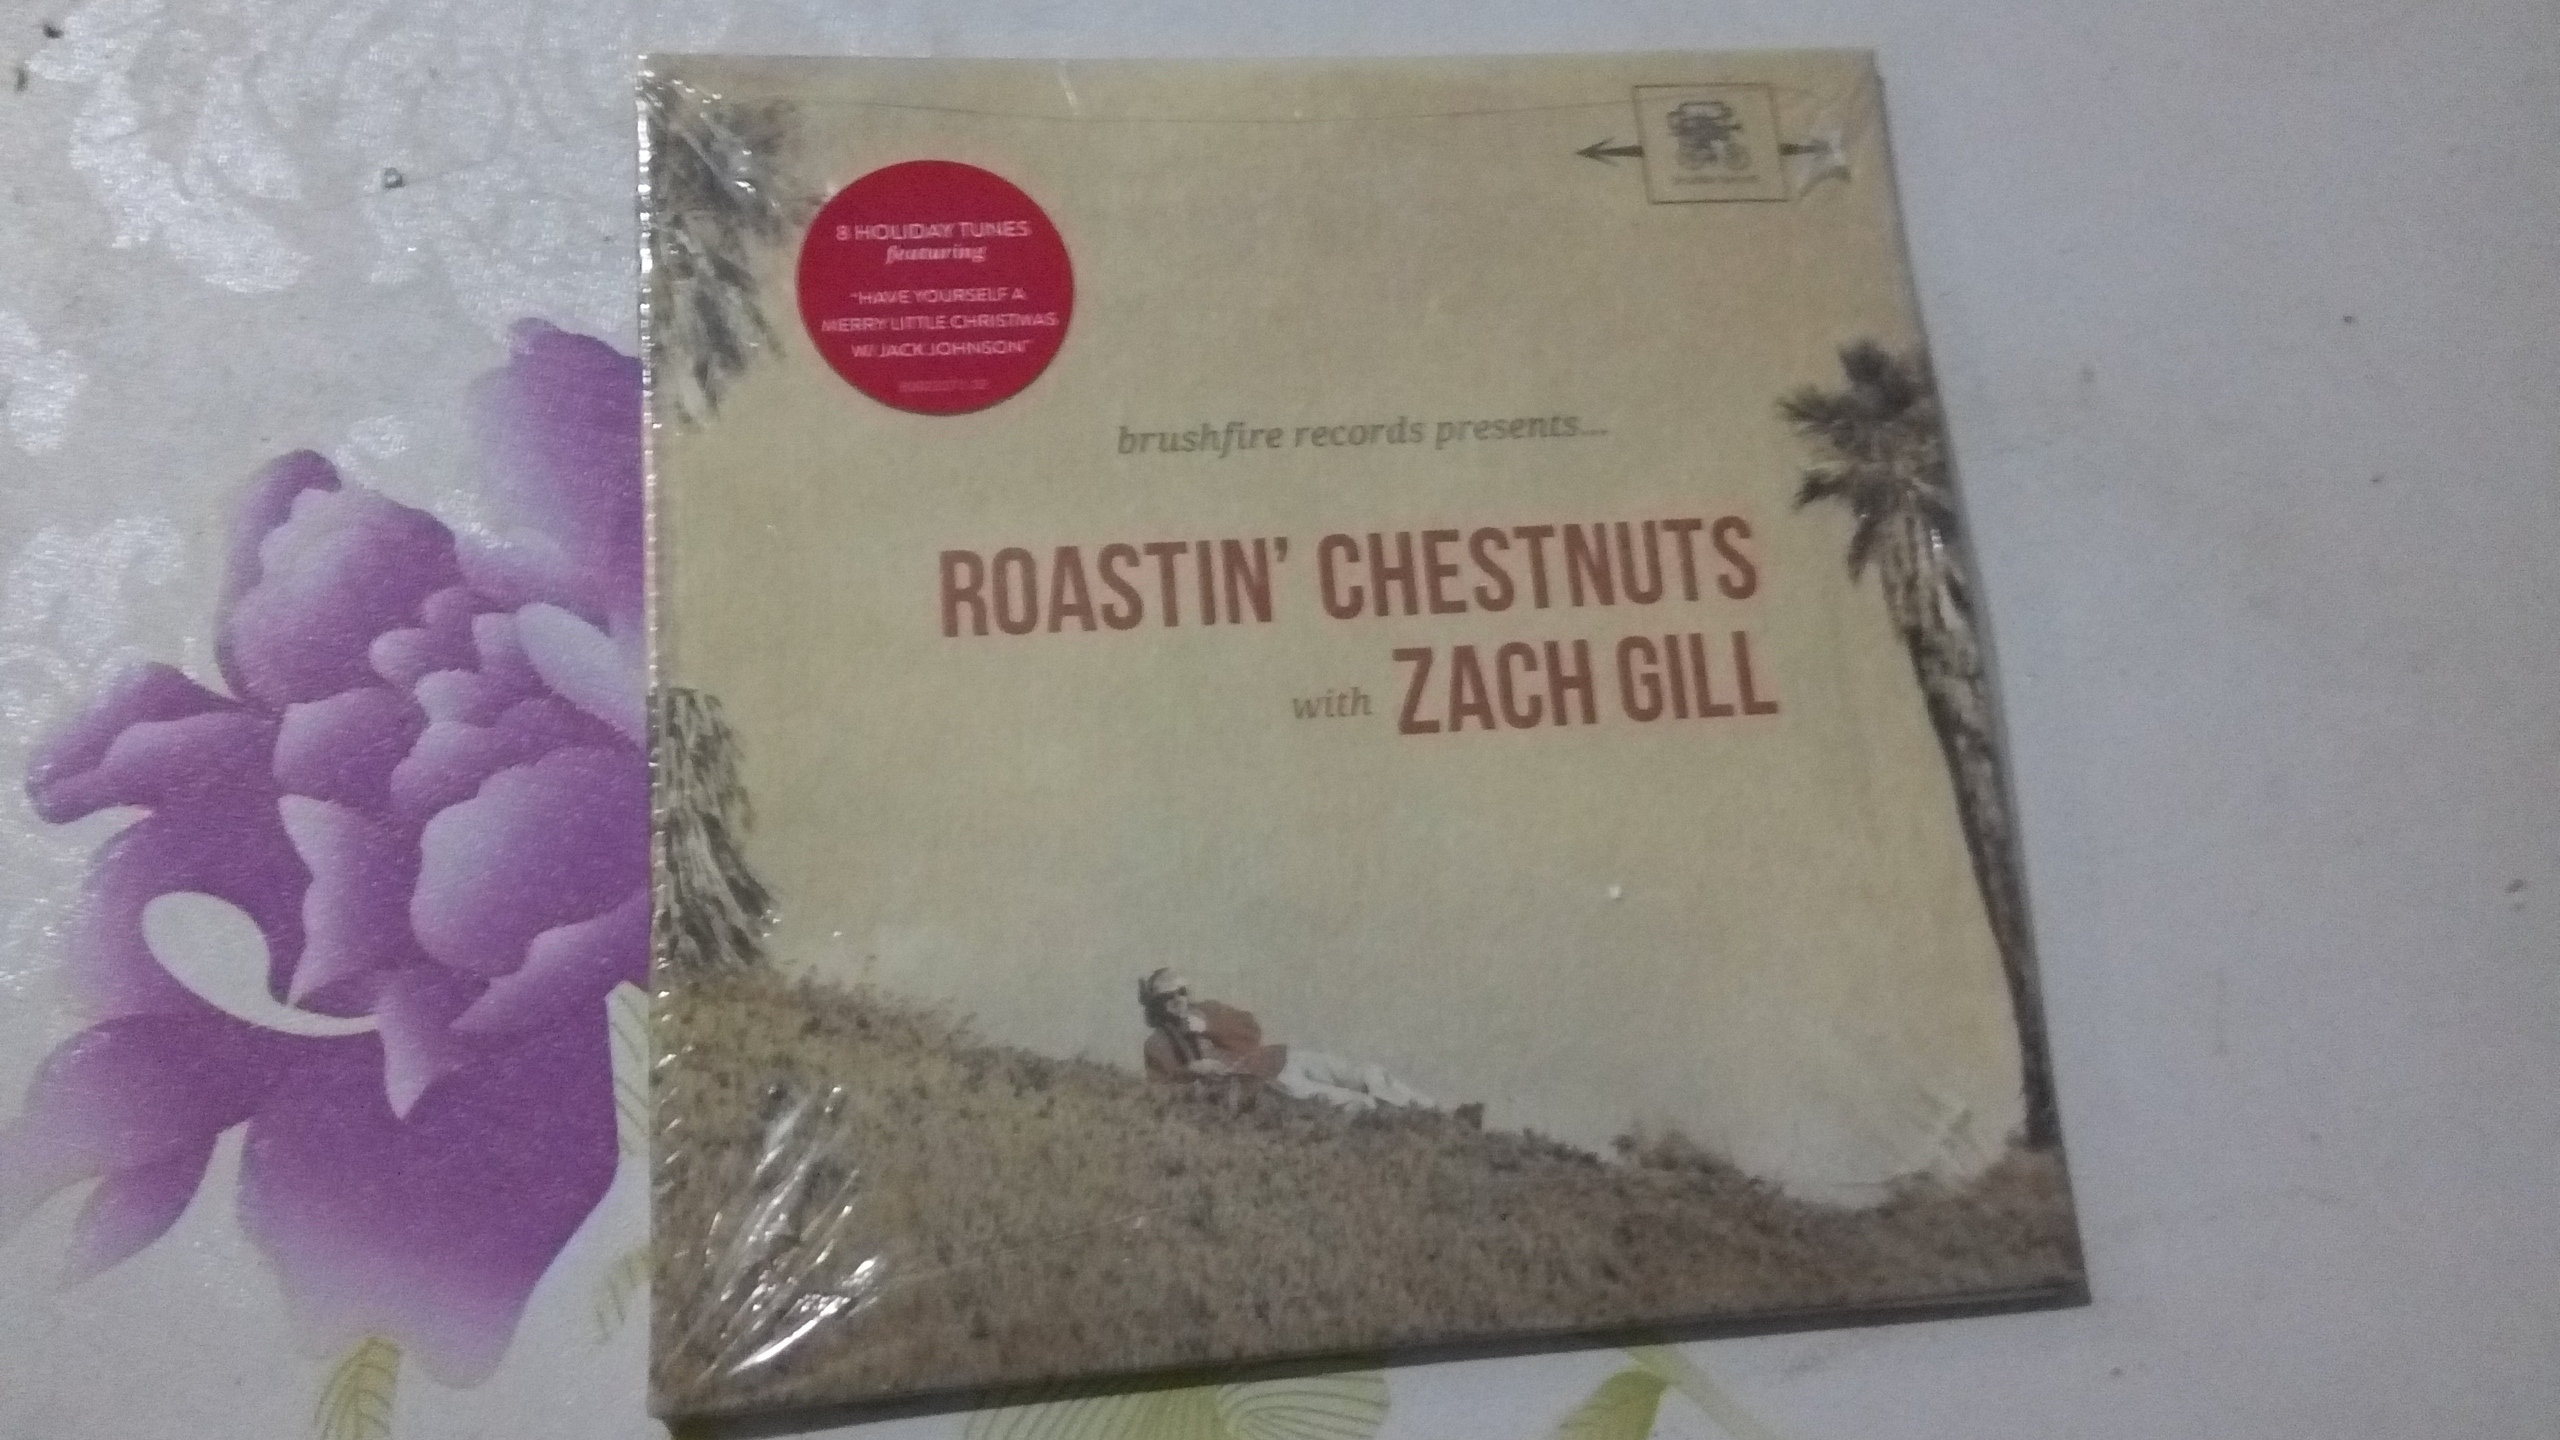 8 HOLIDAY TUNES
featuring
"HAVE YOURSELF A
MERRY LITTLE CHRISTMAS
W/ JACK JOHNSON"
brushfire records presents...
ROASTIN' CHESTNUTS
with ZACH GILL